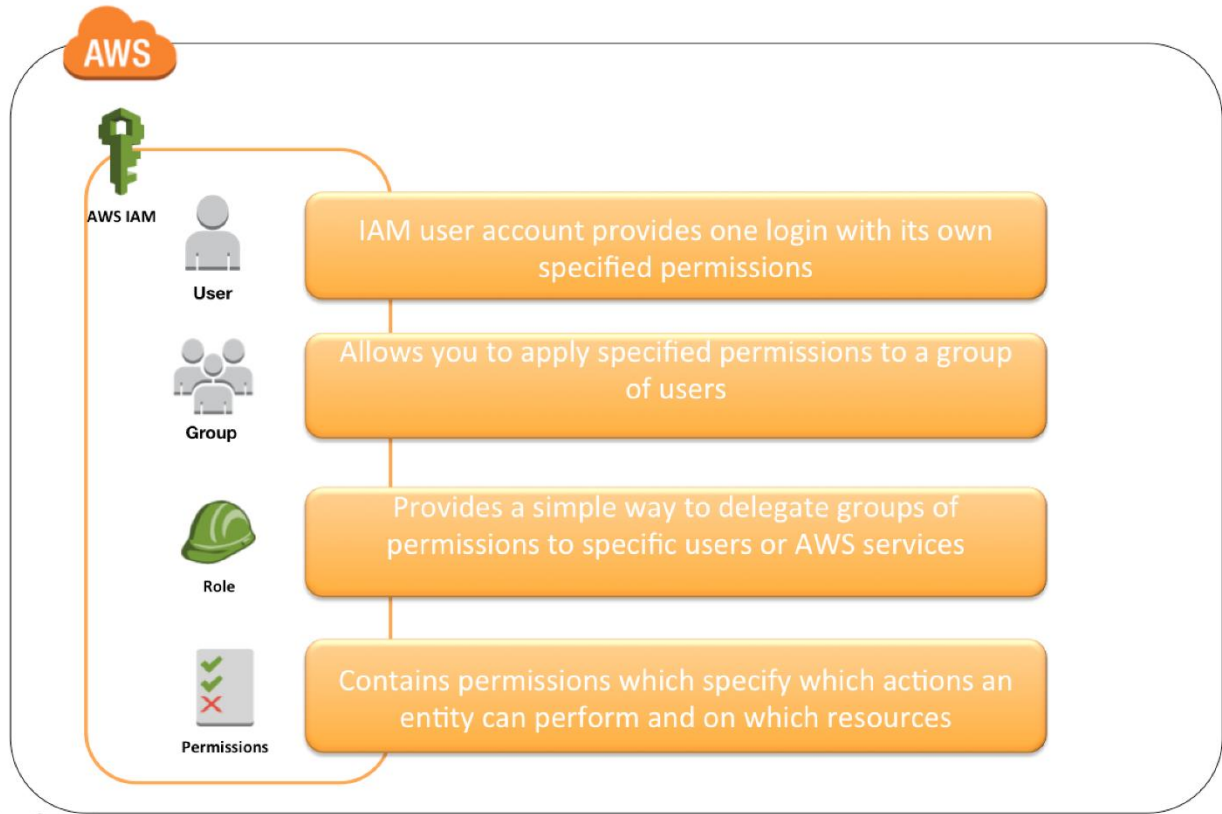 AWS
AWS IAM
User
IAM user account provides one login with its own
specified permissions
Group
Allows you to apply specified permissions to a group
of users
Role
Provides a simple way to delegate groups of
permissions to specific users or AWS services
Permissions
Contains permissions which specify which actions an
entity can perform and on which resources